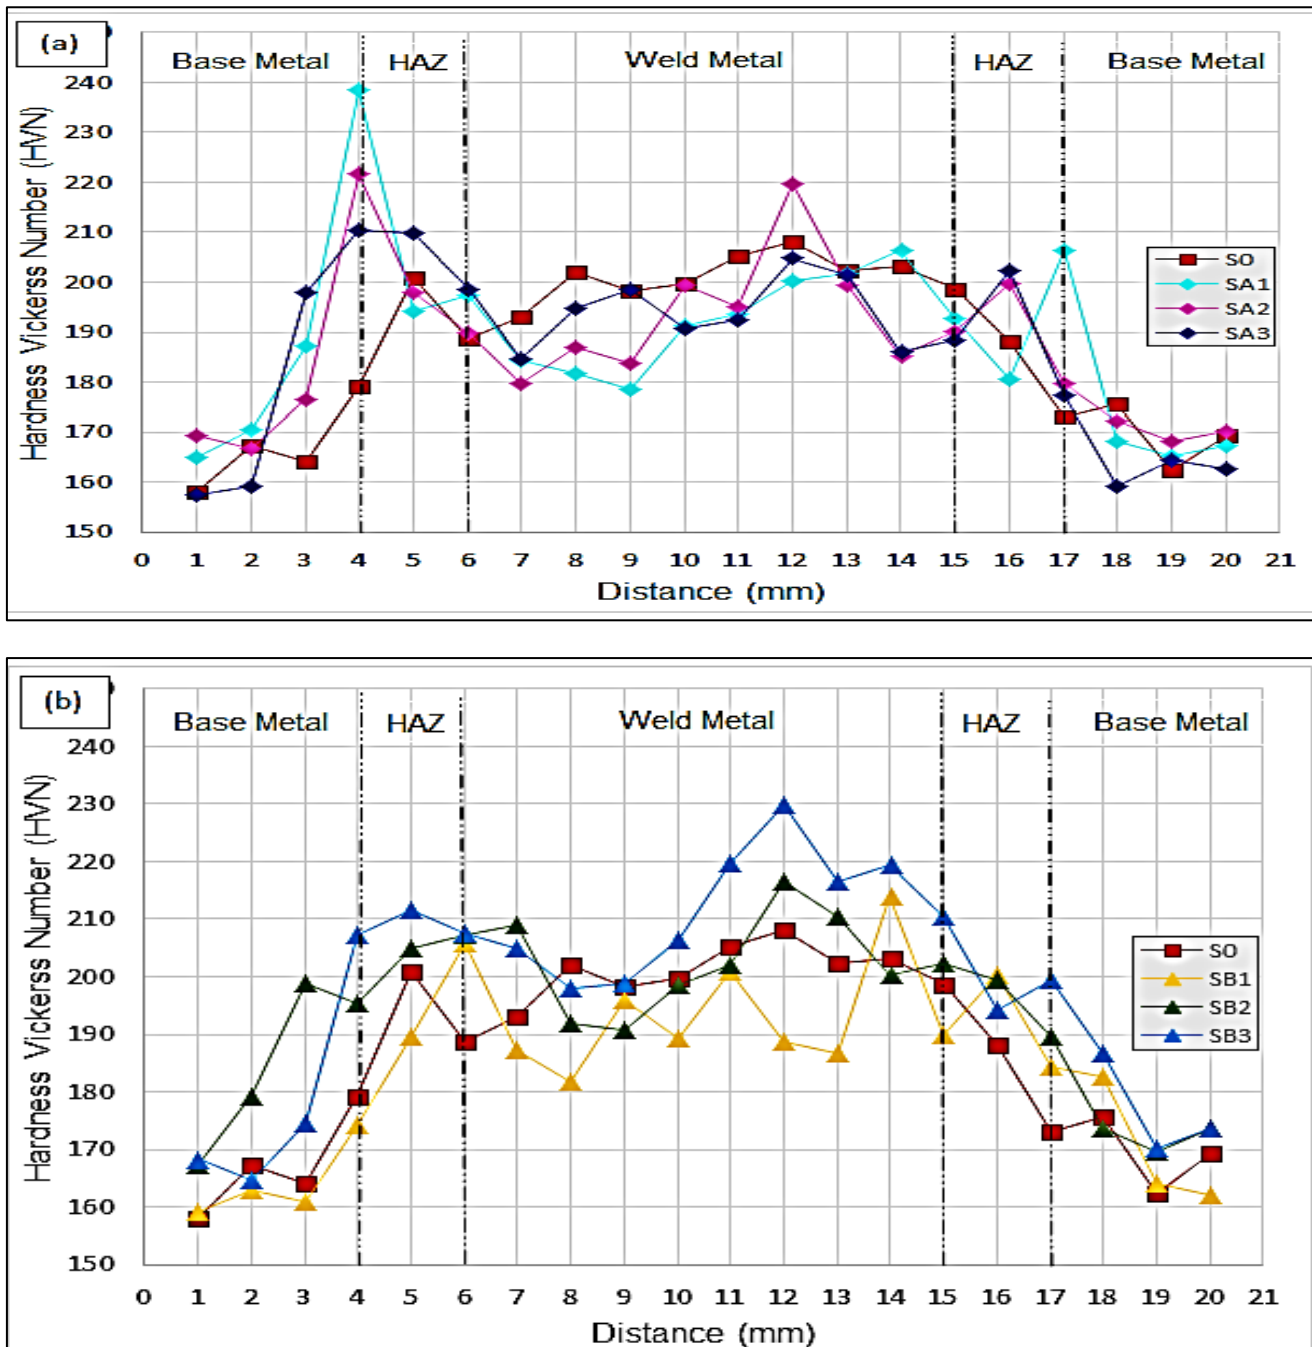 (a)
Base Metal HAZ Weld Metal HAZ Base Metal
Hardness Vickerss Number (HVN)
240
230
220
210
200
190
180
170
160
150
S0
SA1
SA2
SA3
0 1 2 3 4 5 6 7 8 9 10 11 12 13 14 15 16 17 18 19 20 21
Distance (mm)
(b)
Base Metal HAZ Weld Metal HAZ Base Metal
Hardness Vickerss Number (HVN)
240
230
220
210
200
190
180
170
160
150
S0
SB1
SB2
SB3
0 1 2 3 4 5 6 7 8 9 10 11 12 13 14 15 16 17 18 19 20 21
Distance (mm)